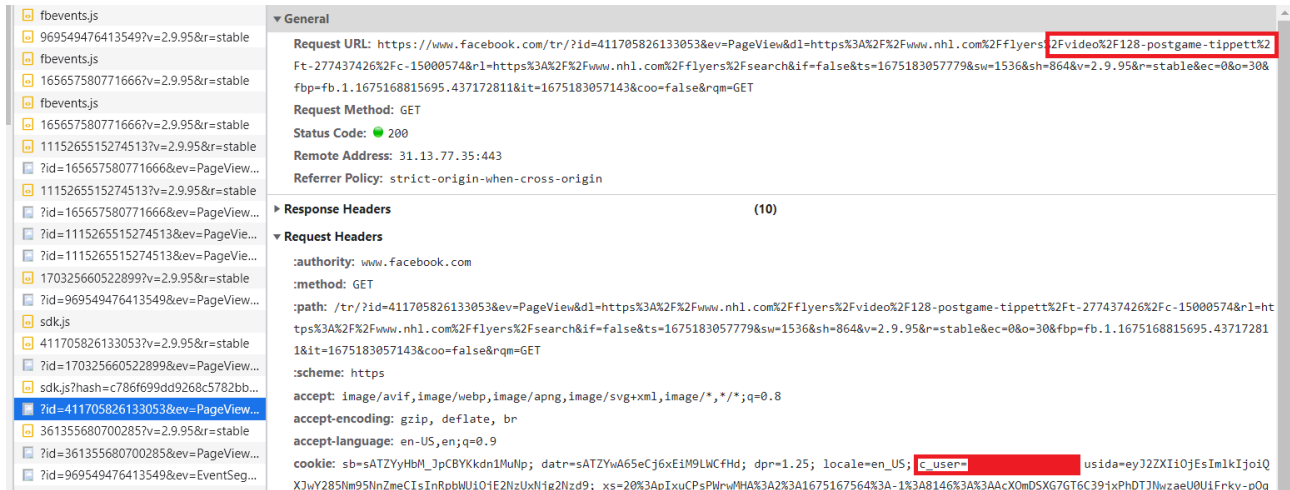 fbevents.js
969549476413549?v=2.9.95&r=stable
fbevents.js
165657580771666?v=2.9.95&r=stable
fbevents.js
165657580771666?v=2.9.95&r=stable
1115265515274513?v=2.9.95&r=stable
?id=165657580771666&ev=PageView...
1115265515274513?v=2.9.95&r=stable
?id=165657580771666&ev=PageView...
?id=1115265515274513&ev=PageVie...
?id=1115265515274513&ev=PageVie...
170325660522899?v=2.9.95&r=stable
?id=969549476413549&ev=PageView...
sdk.js
411705826133053?v=2.9.95&r=stable
?id=170325660522899&ev=PageView...
sdk.js?hash=c786f699dd9268c5782bb...
?id=411705826133053&ev=PageView...
361355680700285?v=2.9.95&r=stable
?id=361355680700285&ev=PageView...
?id=969549476413549&ev=EventSeg...
General
Request URL: https://www.facebook.com/tr/?id=411705826133053&ev=PageView&dl=https%3A%2F%2Fwww.nhl.com%2Fflyers%2Fvideo%2F128-postgame-tippett%2
Ft-277437426%2Fc-15000574&rl=https%3A%2F%2Fwww.nhl.com%2Fflyers%2Fsearch&if=false&ts=1675183057779&sw=1536&sh=864&v=2.9.95&r=stable&ec=0&o=30&
fbp=fb.1.1675168815695.437172811&it=1675183057143&coo=false&rqm=GET
Request Method: GET
Status Code: 200
Remote Address: 31.13.77.35:443
Referrer Policy: strict-origin-when-cross-origin
Response Headers (10)
Request Headers
:authority: www.facebook.com
:method: GET
:path: /tr/?id=411705826133053&ev=PageView&dl=https%3A%2F%2Fwww.nhl.com%2Fflyers%2Fvideo%2F128-postgame-tippett%2Ft-277437426%2Fc-15000574&rl=ht
tps%3A%2F%2Fwww.nhl.com%2Fflyers%2Fsearch&if=false&ts=1675183057779&sw=1536&sh=864&v=2.9.95&r=stable&ec=0&o=30&fbp=fb.1.1675168815695.43717281
1&it=1675183057143&coo=false&rqm=GET
:scheme: https
accept: image/avif,image/webp,image/apng,image/svg+xml,image/*,*/*;q=0.8
accept-encoding: gzip, deflate, br
accept-language: en-US,en;q=0.9
cookie: sb=sATZYyHbM_JpCBYKkdn1MuNp; datr=sATZYwA65eCj6xEiM9LWCfHd; dpr=1.25; locale=en_US; c_user= usida=eyJ2ZXIiOjEsImlkIjoiQ